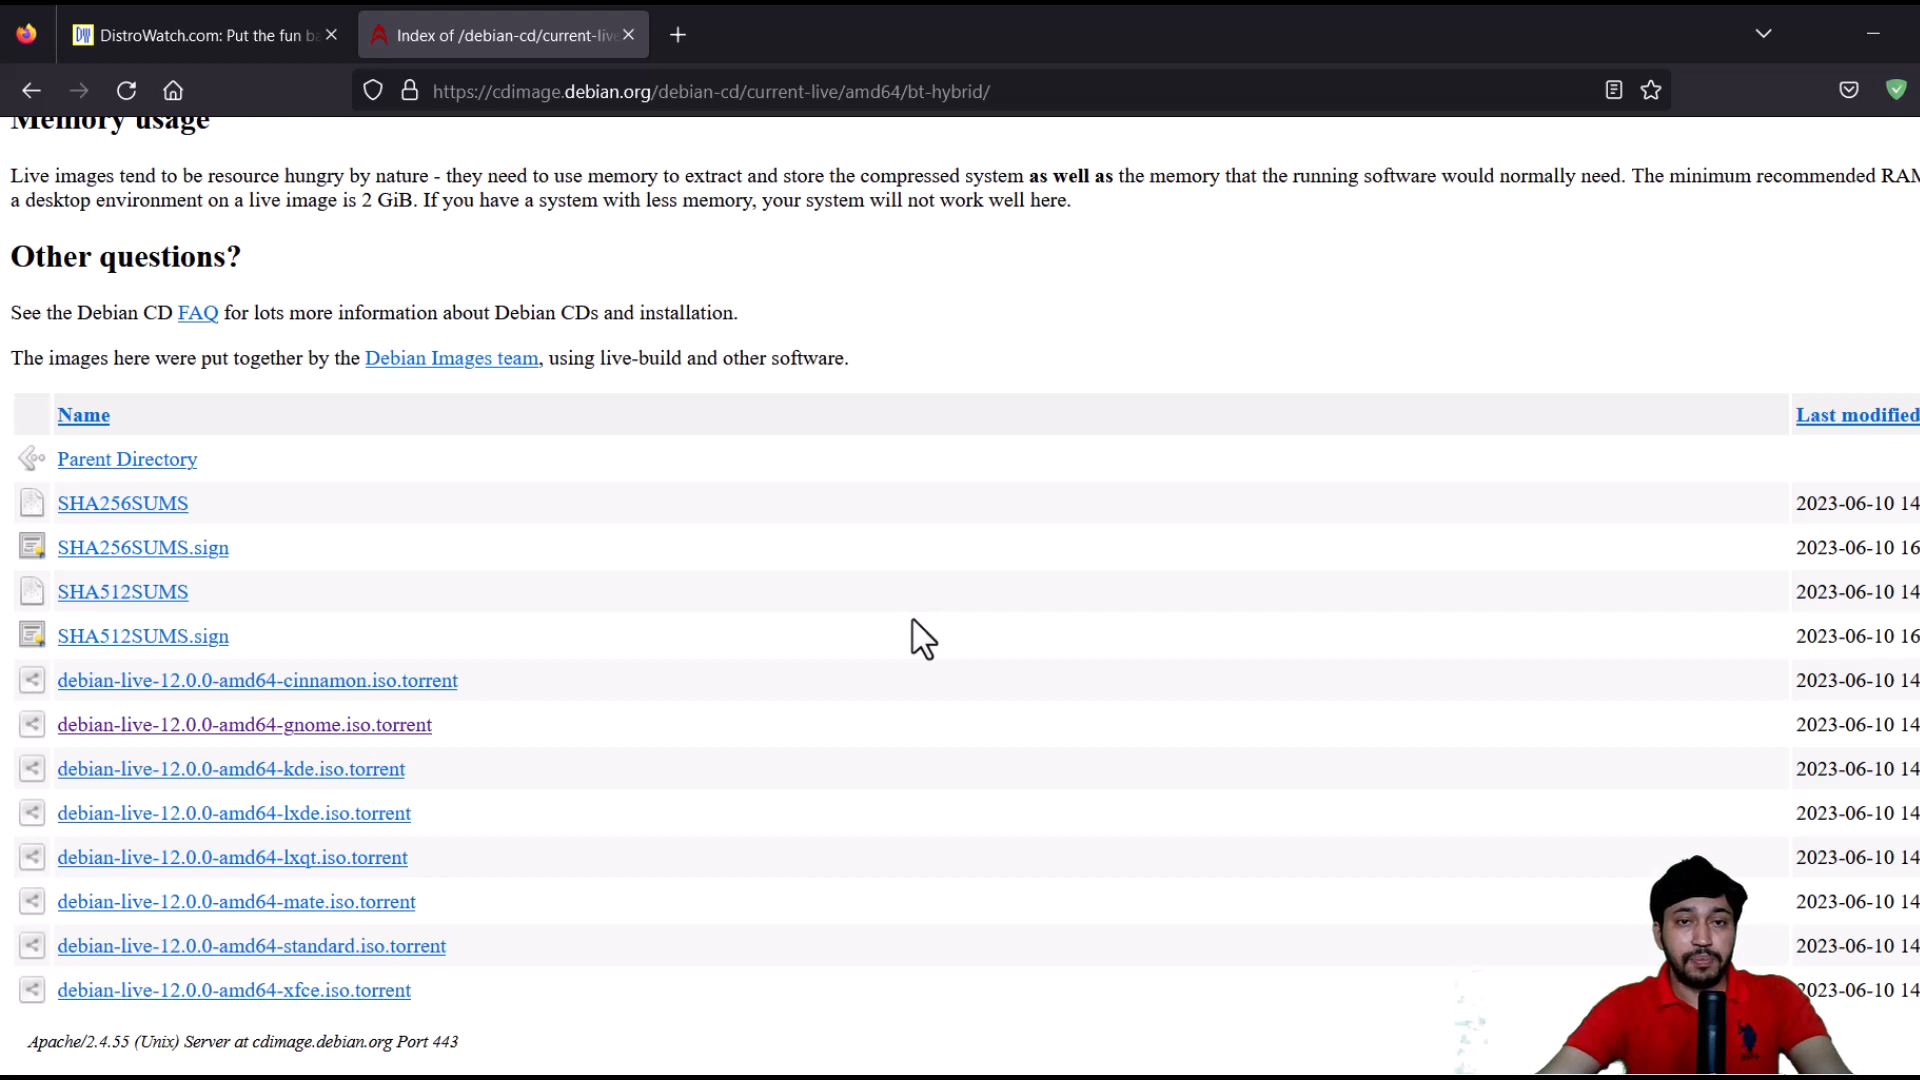 DistroWatch.com: Put the fun ba
Index of /debian-cd/current-liv
https://cdimage.debian.org/debian-cd/current-live/amd64/bt-hybrid/
Memory usage
Live images tend to be resource hungry by nature - they need to use memory to extract and store the compressed system as well as the memory that the running software would normally need. The minimum recommended RAM
a desktop environment on a live image is 2 GiB. If you have a system with less memory, your system will not work well here.
Other questions?
See the Debian CD FAQ for lots more information about Debian CDs and installation.
The images here were put together by the Debian Images team, using live-build and other software.
Name Last modified
Parent Directory
SHA256SUMS 2023-06-10 14
SHA256SUMS.sign 2023-06-10 16
SHA512SUMS 2023-06-10 14
SHA512SUMS.sign 2023-06-10 16
debian-live-12.0.0-amd64-cinnamon.iso.torrent 2023-06-10 14
debian-live-12.0.0-amd64-gnome.iso.torrent 2023-06-10 14
debian-live-12.0.0-amd64-kde.iso.torrent 2023-06-10 14
debian-live-12.0.0-amd64-lxde.iso.torrent 2023-06-10 14
debian-live-12.0.0-amd64-lxqt.iso.torrent 2023-06-10 14
debian-live-12.0.0-amd64-mate.iso.torrent 2023-06-10 14
debian-live-12.0.0-amd64-standard.iso.torrent 2023-06-10 14
debian-live-12.0.0-amd64-xfce.iso.torrent 2023-06-10 14
Apache/2.4.55 (Unix) Server at cdimage.debian.org Port 443